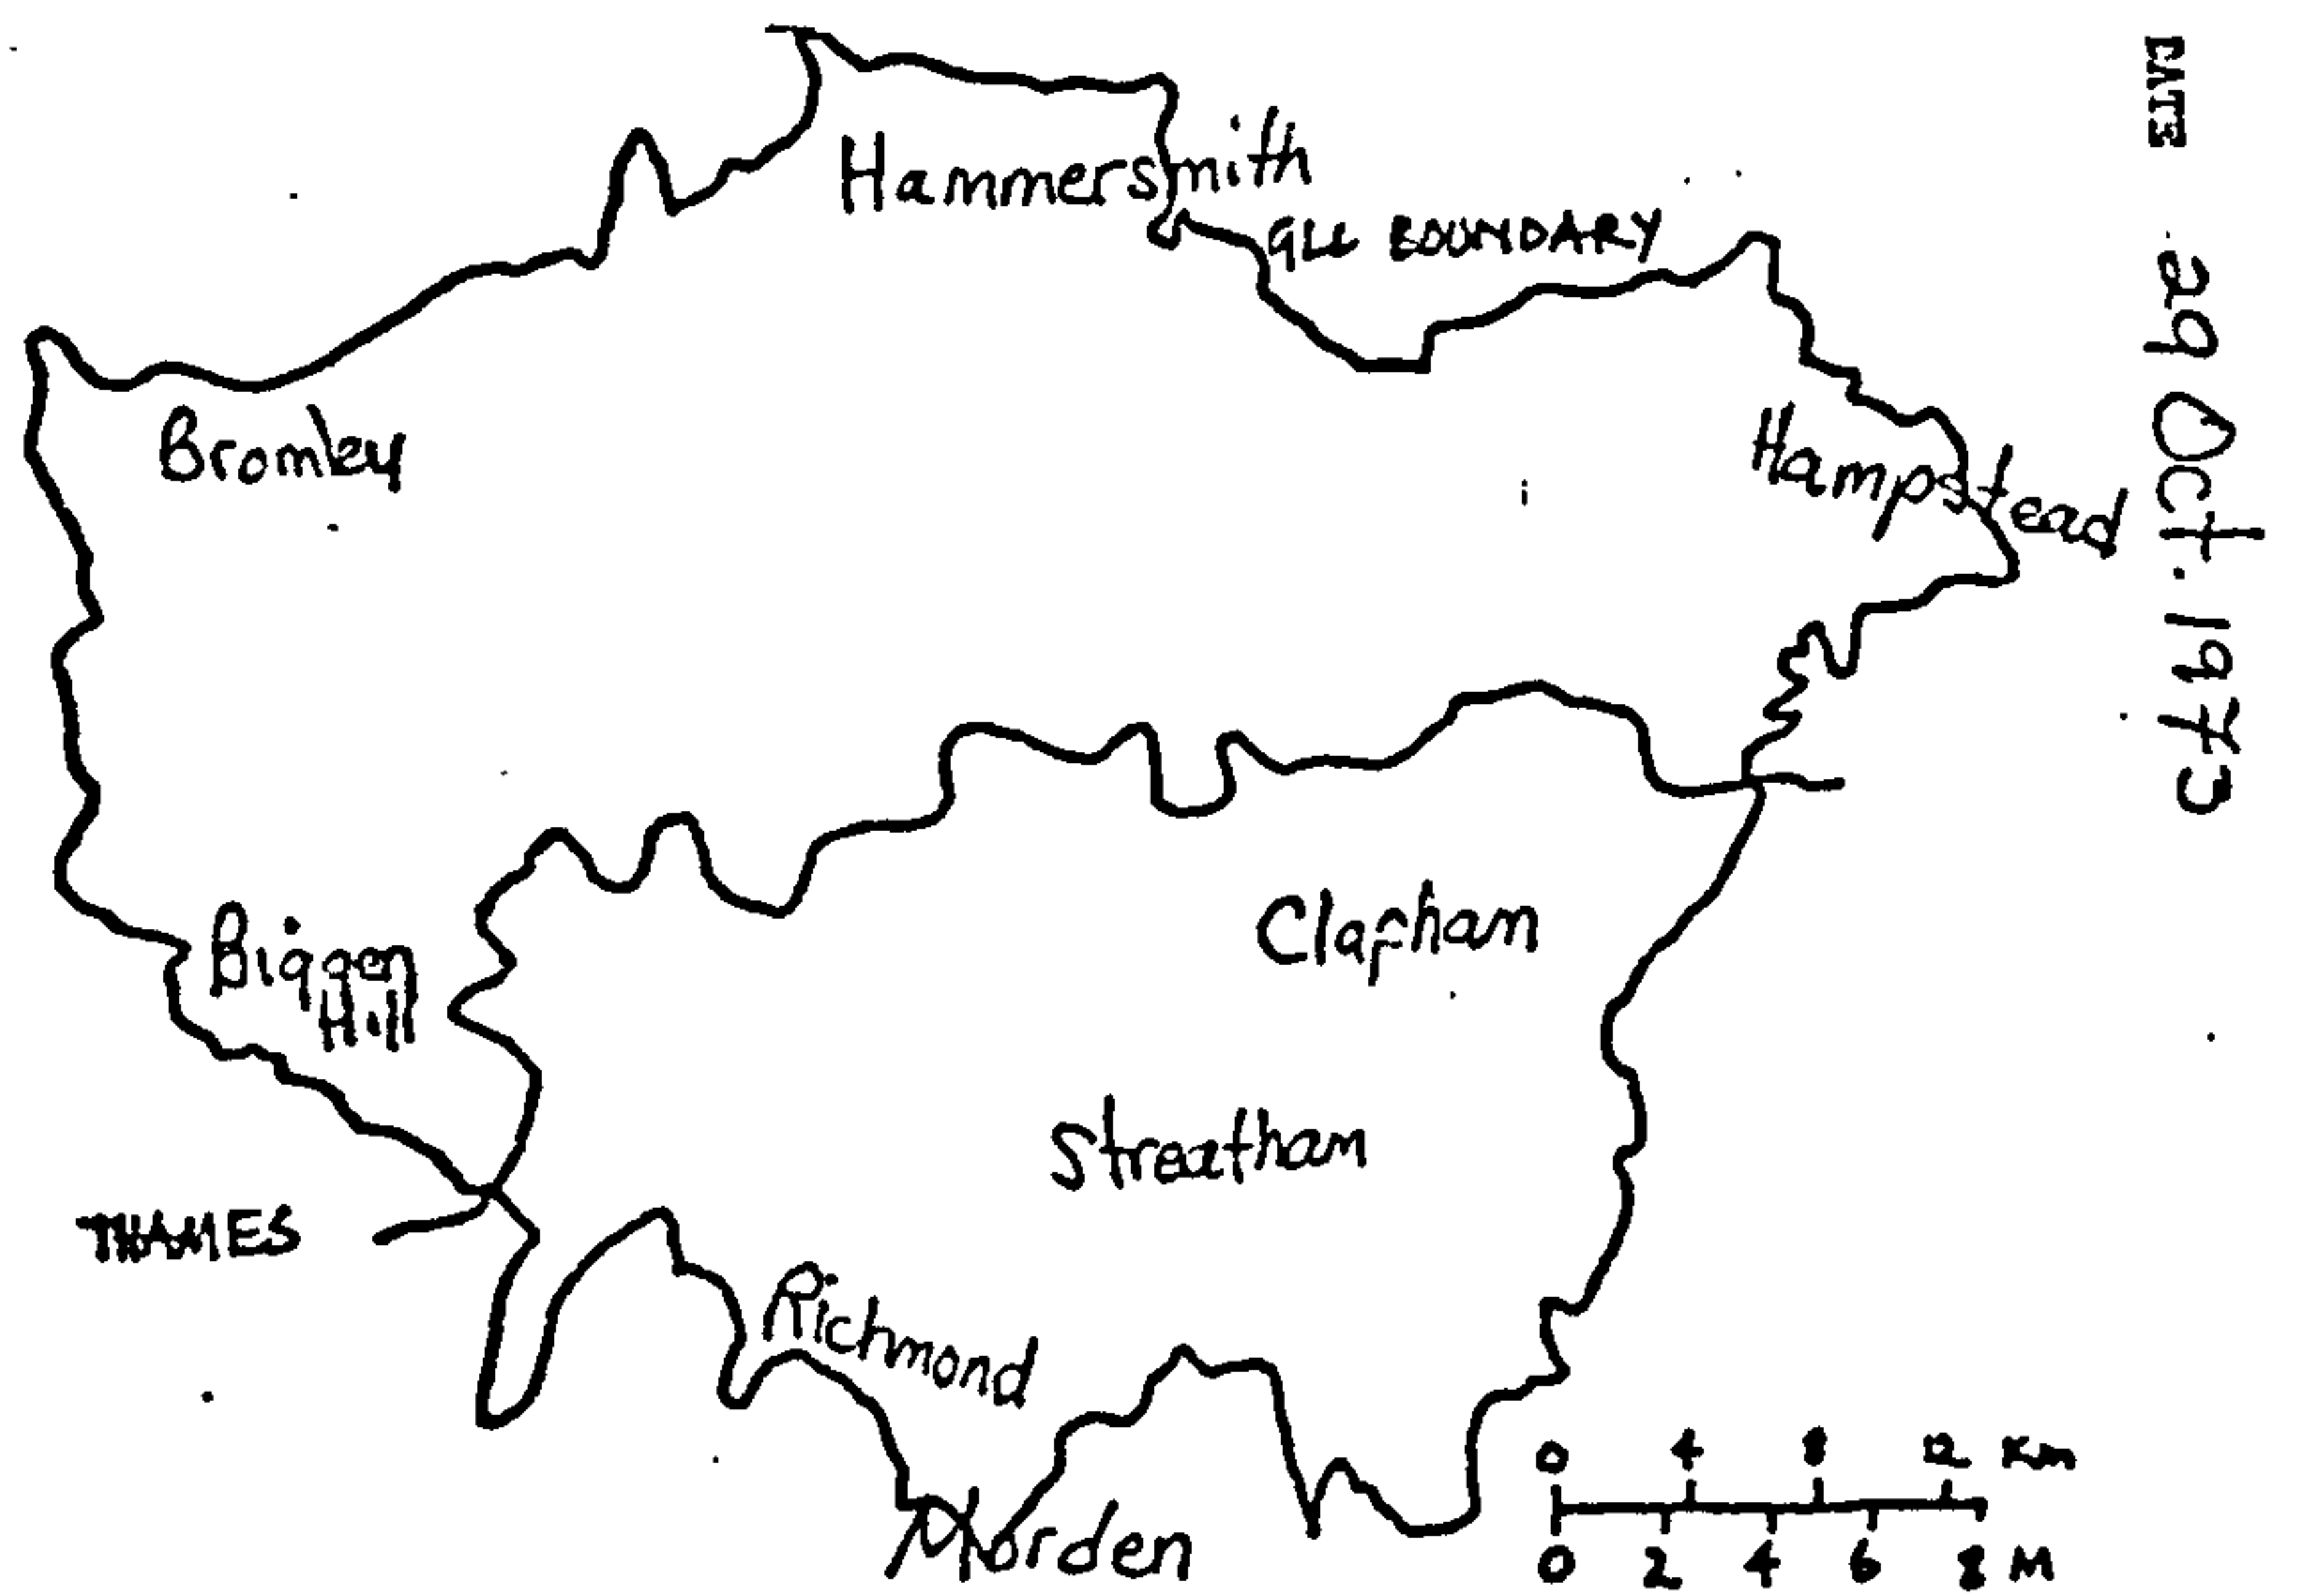 DATE
29 Oct. 1973
Hammersmith
GLC BOUNDARY
Bromley
Hampstead
Biggen
Hill
Clapham
Streatham
THAMES
Richmond
Morden
0 4 8 12 Km
0 2 4 6 8 M